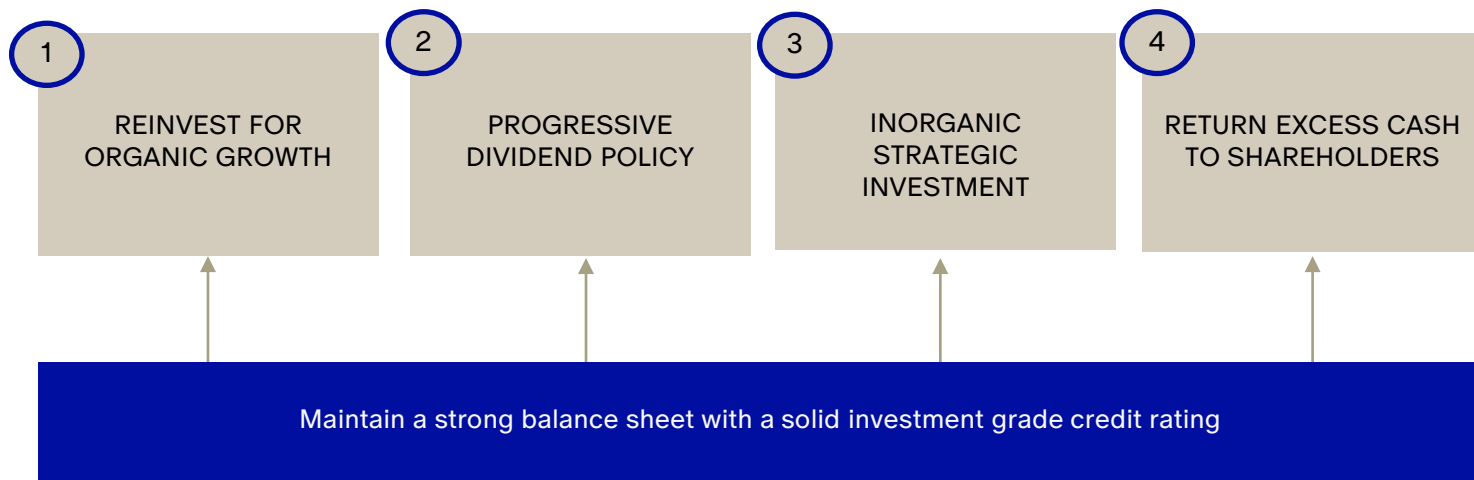 1
REINVEST FOR
ORGANIC GROWTH
2
PROGRESSIVE
DIVIDEND POLICY
3
INORGANIC
STRATEGIC
INVESTMENT
4
RETURN EXCESS CASH
TO SHAREHOLDERS
Maintain a strong balance sheet with a solid investment grade credit rating